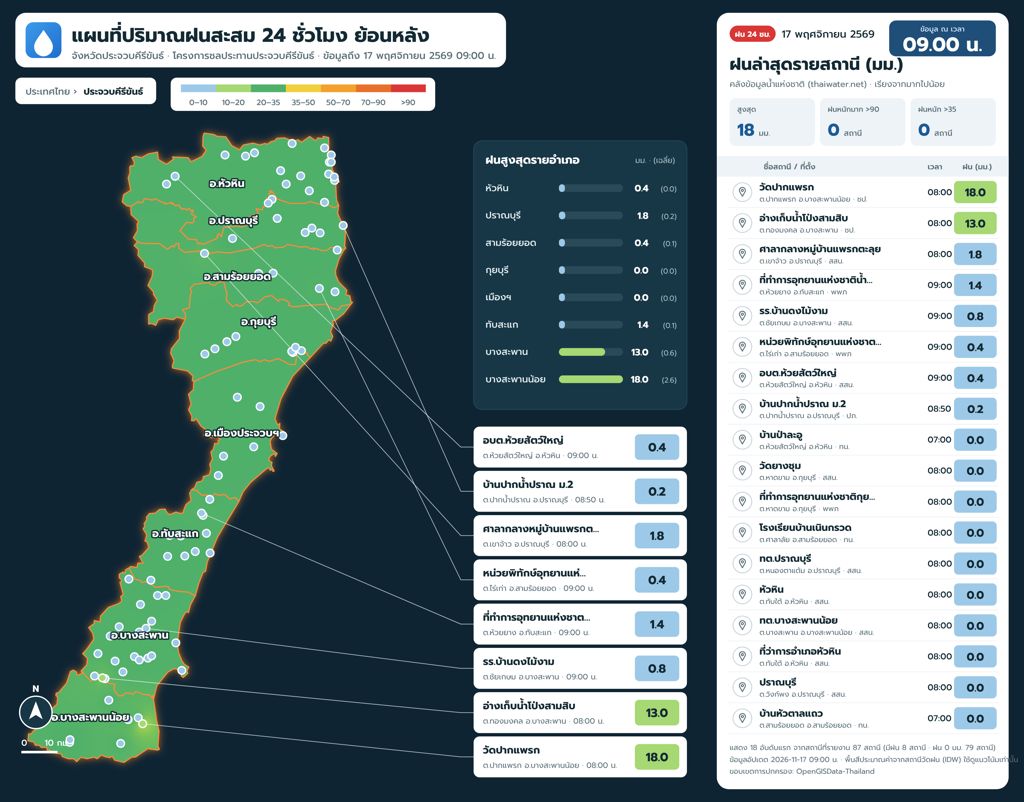 แผนที่ปริมาณฝนสะสม 24 ชั่วโมง ย้อนหลัง
จังหวัดประจวบคีรีขันธ์ · โครงการชลประทานประจวบคีรีขันธ์ · ข้อมูลถึง 17 พฤศจิกายน 2569 09:00 น.
ประเทศไทย › ประจวบคีรีขันธ์
0–10 10–20 20–35 35–50 50–70 70–90 >90
อ.หัวหิน
อ.ปราณบุรี
อ.สามร้อยยอด
อ.กุยบุรี
อ.เมืองประจวบฯ
อ.ทับสะแก
อ.บางสะพาน
อ.บางสะพานน้อย
N
0 10 กม.
ฝนสูงสุดรายอำเภอ มม. · (เฉลี่ย)
หัวหิน 0.4 (0.0)
ปราณบุรี 1.8 (0.2)
สามร้อยยอด 0.4 (0.1)
กุยบุรี 0.0 (0.0)
เมืองฯ 0.0 (0.0)
ทับสะแก 1.4 (0.1)
บางสะพาน 13.0 (0.6)
บางสะพานน้อย 18.0 (2.6)
อบต.ห้วยสัตว์ใหญ่ 0.4
ต.ห้วยสัตว์ใหญ่ อ.หัวหิน · 09:00 น.
บ้านปากน้ำปราณ ม.2 0.2
ต.ปากน้ำปราณ อ.ปราณบุรี · 08:50 น.
ศาลากลางหมู่บ้านแพรกต… 1.8
ต.เขาจ้าว อ.ปราณบุรี · 08:00 น.
หน่วยพิทักษ์อุทยานแห่… 0.4
ต.ไร่เก่า อ.สามร้อยยอด · 09:00 น.
ที่ทำการอุทยานแห่งชาต… 1.4
ต.ห้วยยาง อ.ทับสะแก · 09:00 น.
รร.บ้านดงไม้งาม 0.8
ต.ชัยเกษม อ.บางสะพาน · 09:00 น.
อ่างเก็บน้ำโป่งสามสิบ 13.0
ต.ทองมงคล อ.บางสะพาน · 08:00 น.
วัดปากแพรก 18.0
ต.ปากแพรก อ.บางสะพานน้อย · 08:00 น.
ฝน 24 ชม. 17 พฤศจิกายน 2569
ข้อมูล ณ เวลา
09.00 น.
ฝนล่าสุดรายสถานี (มม.)
คลังข้อมูลน้ำแห่งชาติ (thaiwater.net) · เรียงจากมากไปน้อย
สูงสุด ฝนหนักมาก >90 ฝนหนัก >35
18 มม. 0 สถานี 0 สถานี
ชื่อสถานี / ที่ตั้ง เวลา ฝน (มม.)
วัดปากแพรก 08:00 18.0
ต.ปากแพรก อ.บางสะพานน้อย · ชป.
อ่างเก็บน้ำโป่งสามสิบ 08:00 13.0
ต.ทองมงคล อ.บางสะพาน · ชป.
ศาลากลางหมู่บ้านแพรกตะลุย 08:00 1.8
ต.เขาจ้าว อ.ปราณบุรี · สสน.
ที่ทำการอุทยานแห่งชาติน้ำ… 09:00 1.4
ต.ห้วยยาง อ.ทับสะแก · พพภ
รร.บ้านดงไม้งาม 09:00 0.8
ต.ชัยเกษม อ.บางสะพาน · สสน.
หน่วยพิทักษ์อุทยานแห่งชาต… 09:00 0.4
ต.ไร่เก่า อ.สามร้อยยอด · พพภ
อบต.ห้วยสัตว์ใหญ่ 09:00 0.4
ต.ห้วยสัตว์ใหญ่ อ.หัวหิน · สสน.
บ้านปากน้ำปราณ ม.2 08:50 0.2
ต.ปากน้ำปราณ อ.ปราณบุรี · ปภ.
บ้านป่าละอู 07:00 0.0
ต.ห้วยสัตว์ใหญ่ อ.หัวหิน · ทน.
วัดยางชุม 08:00 0.0
ต.หาดขาม อ.กุยบุรี · สสน.
ที่ทำการอุทยานแห่งชาติกุย… 08:00 0.0
ต.หาดขาม อ.กุยบุรี · พพภ
โรงเรียนบ้านเนินกรวด 08:00 0.0
ต.ศาลาลัย อ.สามร้อยยอด · ทน.
ทต.ปราณบุรี 08:00 0.0
ต.หนองตาแต้ม อ.ปราณบุรี · สสน.
หัวหิน 08:00 0.0
ต.ทับใต้ อ.หัวหิน · สสน.
ทต.บางสะพานน้อย 08:00 0.0
ต.บางสะพาน อ.บางสะพานน้อย · สสน.
ที่ว่าการอำเภอหัวหิน 08:00 0.0
ต.ทับใต้ อ.หัวหิน · สสน.
ปราณบุรี 08:00 0.0
ต.วังก์พง อ.ปราณบุรี · สสน.
บ้านหัวตาลแถว 07:00 0.0
ต.สามร้อยยอด อ.สามร้อยยอด · ทน.
แสดง 18 อันดับแรก จากสถานีที่รายงาน 87 สถานี (มีฝน 8 สถานี · ฝน 0 มม. 79 สถานี)
ข้อมูลอัปเดต 2026-11-17 09:00 น. · พื้นสีประมาณค่าจากสถานีวัดฝน (IDW) ใช้ดูแนวโน้มเท่านั้น
ขอบเขตการปกครอง: OpenGISData-Thailand